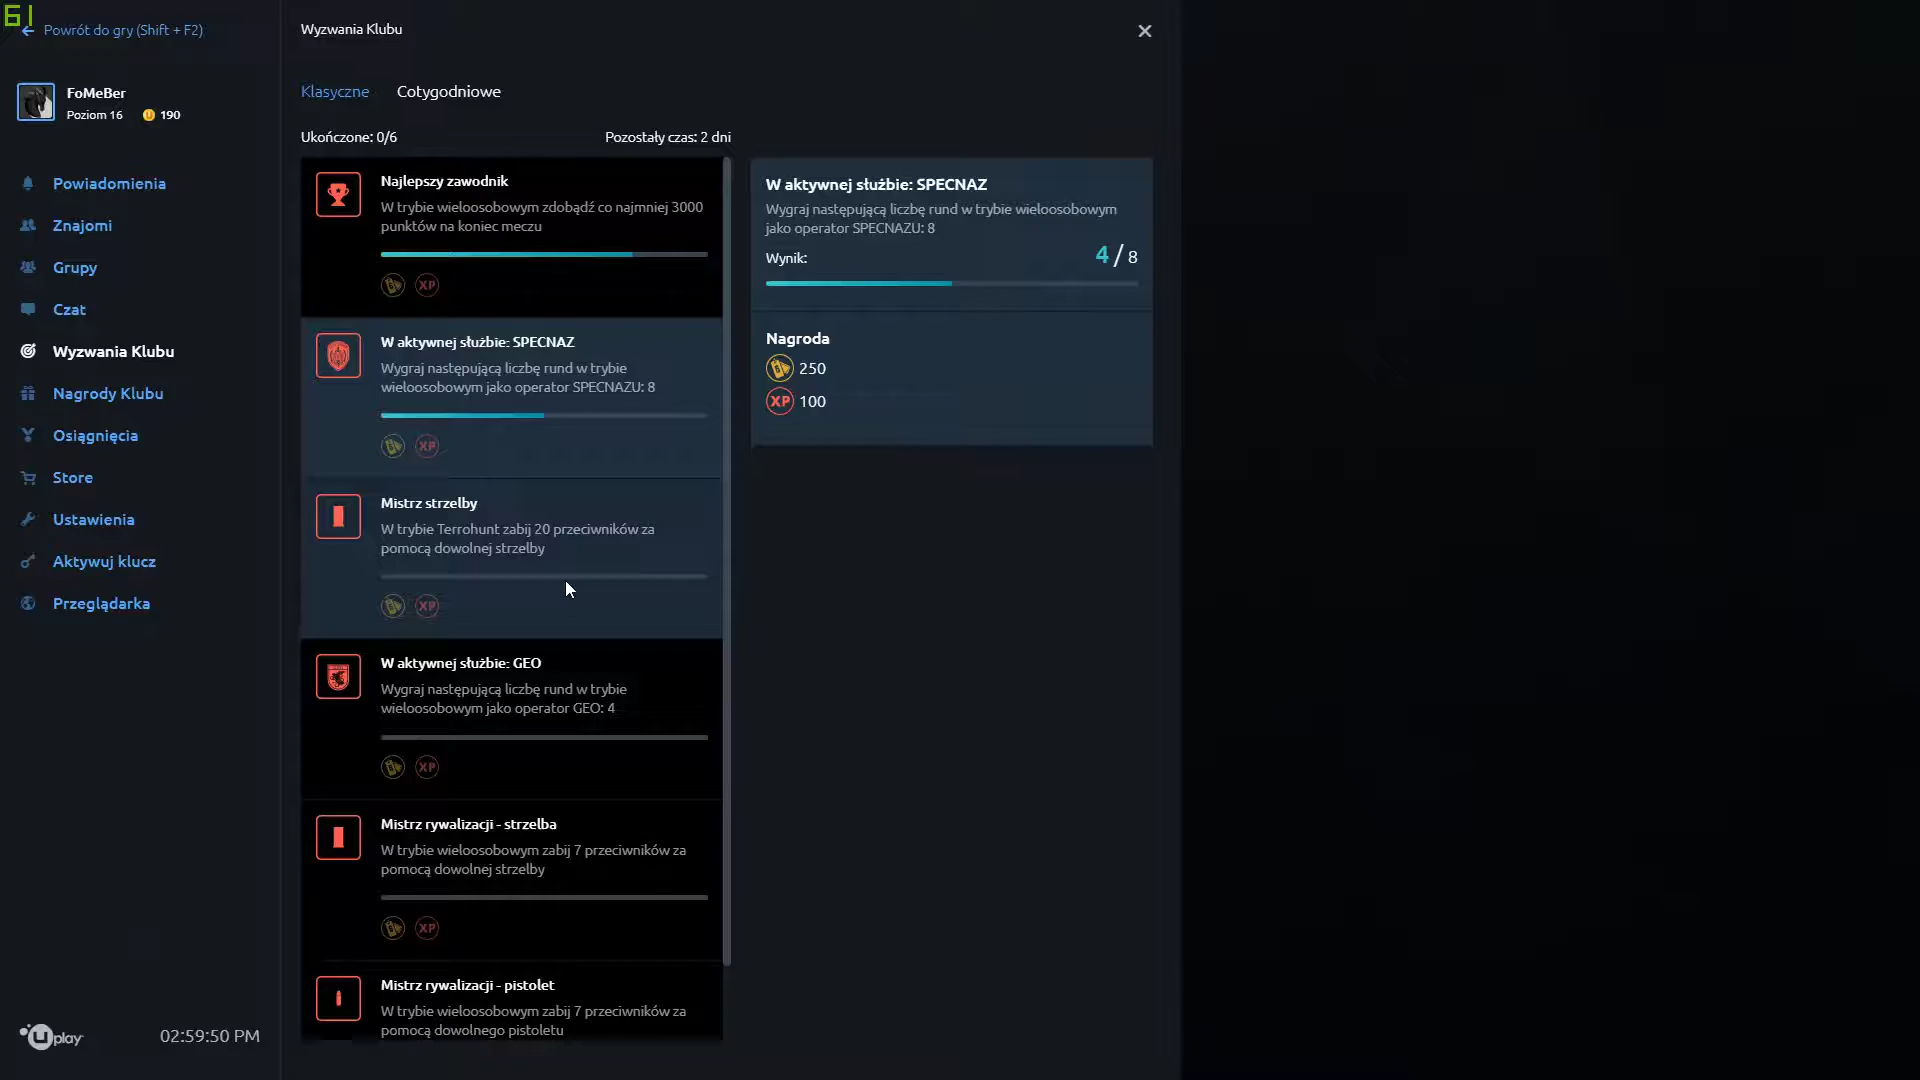 61
Powrót do gry (Shift + F2)
FoMeBer
Poziom 16 190
Powiadomienia
Znajomi
Grupy
Czat
Wyzwania Klubu
Nagrody Klubu
Osiągnięcia
Store
Ustawienia
Aktywuj klucz
Przeglądarka
uplay
02:59:50 PM
Wyzwania Klubu
Klasyczne Cotygodniowe
Ukończone: 0/6 Pozostały czas: 2 dni
Najlepszy zawodnik
W trybie wieloosobowym zdobądź co najmniej 3000
punktów na koniec meczu
XP
W aktywnej służbie: SPECNAZ
Wygraj następującą liczbę rund w trybie
wieloosobowym jako operator SPECNAZU: 8
XP
Mistrz strzelby
W trybie Terrohunt zabij 20 przeciwników za
pomocą dowolnej strzelby
XP
W aktywnej służbie: GEO
Wygraj następującą liczbę rund w trybie
wieloosobowym jako operator GEO: 4
XP
Mistrz rywalizacji - strzelba
W trybie wieloosobowym zabij 7 przeciwników za
pomocą dowolnej strzelby
XP
Mistrz rywalizacji - pistolet
W trybie wieloosobowym zabij 7 przeciwników za
pomocą dowolnego pistoletu
W aktywnej służbie: SPECNAZ
Wygraj następującą liczbę rund w trybie wieloosobowym
jako operator SPECNAZU: 8
Wynik: 4 / 8
Nagroda
250
XP 100